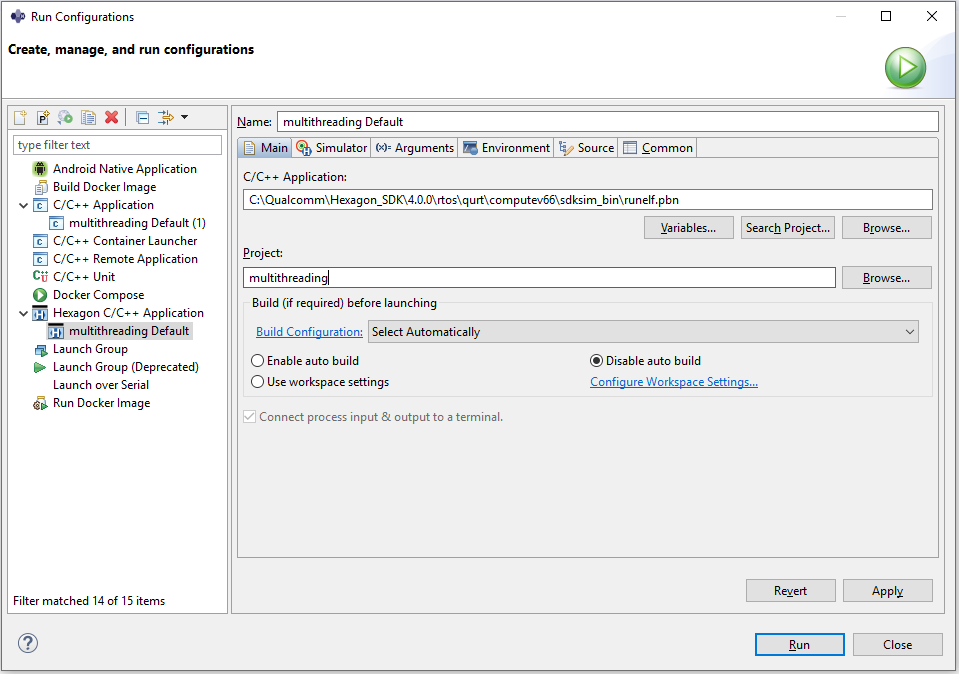 Run Configurations
Create, manage, and run configurations
type filter text
Android Native Application
Build Docker Image
C/C++ Application
multithreading Default (1)
C/C++ Container Launcher
C/C++ Remote Application
C/C++ Unit
Docker Compose
Hexagon C/C++ Application
multithreading Default
Launch Group
Launch Group (Deprecated)
Launch over Serial
Run Docker Image
Filter matched 14 of 15 items
Name: multithreading Default
Main Simulator (x)= Arguments Environment Source Common
C/C++ Application:
C:\Qualcomm\Hexagon_SDK\4.0.0\rtos\qurt\computev66\sdksim_bin\runelf.pbn
Variables... Search Project... Browse...
Project:
multithreading Browse...
Build (if required) before launching
Build Configuration: Select Automatically
Enable auto build Disable auto build
Use workspace settings Configure Workspace Settings...
Connect process input & output to a terminal.
Revert Apply
Run Close